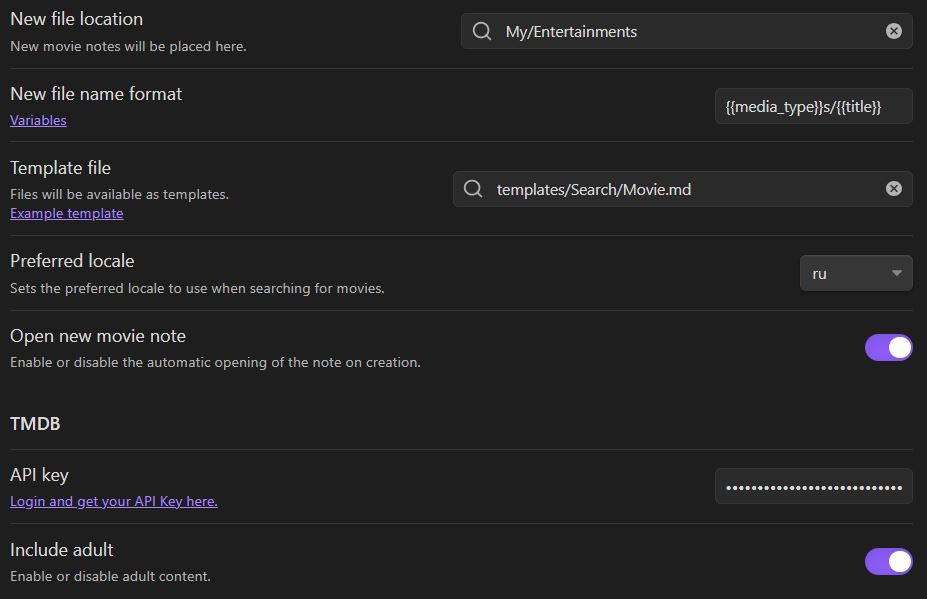 New file location
New movie notes will be placed here.
My/Entertainments
New file name format
Variables
{{media_type}}s/{{title}}
Template file
Files will be available as templates.
Example template
templates/Search/Movie.md
Preferred locale
Sets the preferred locale to use when searching for movies.
ru
Open new movie note
Enable or disable the automatic opening of the note on creation.
TMDB
API key
Login and get your API Key here.
••••••••••••••••••••••••••••
Include adult
Enable or disable adult content.